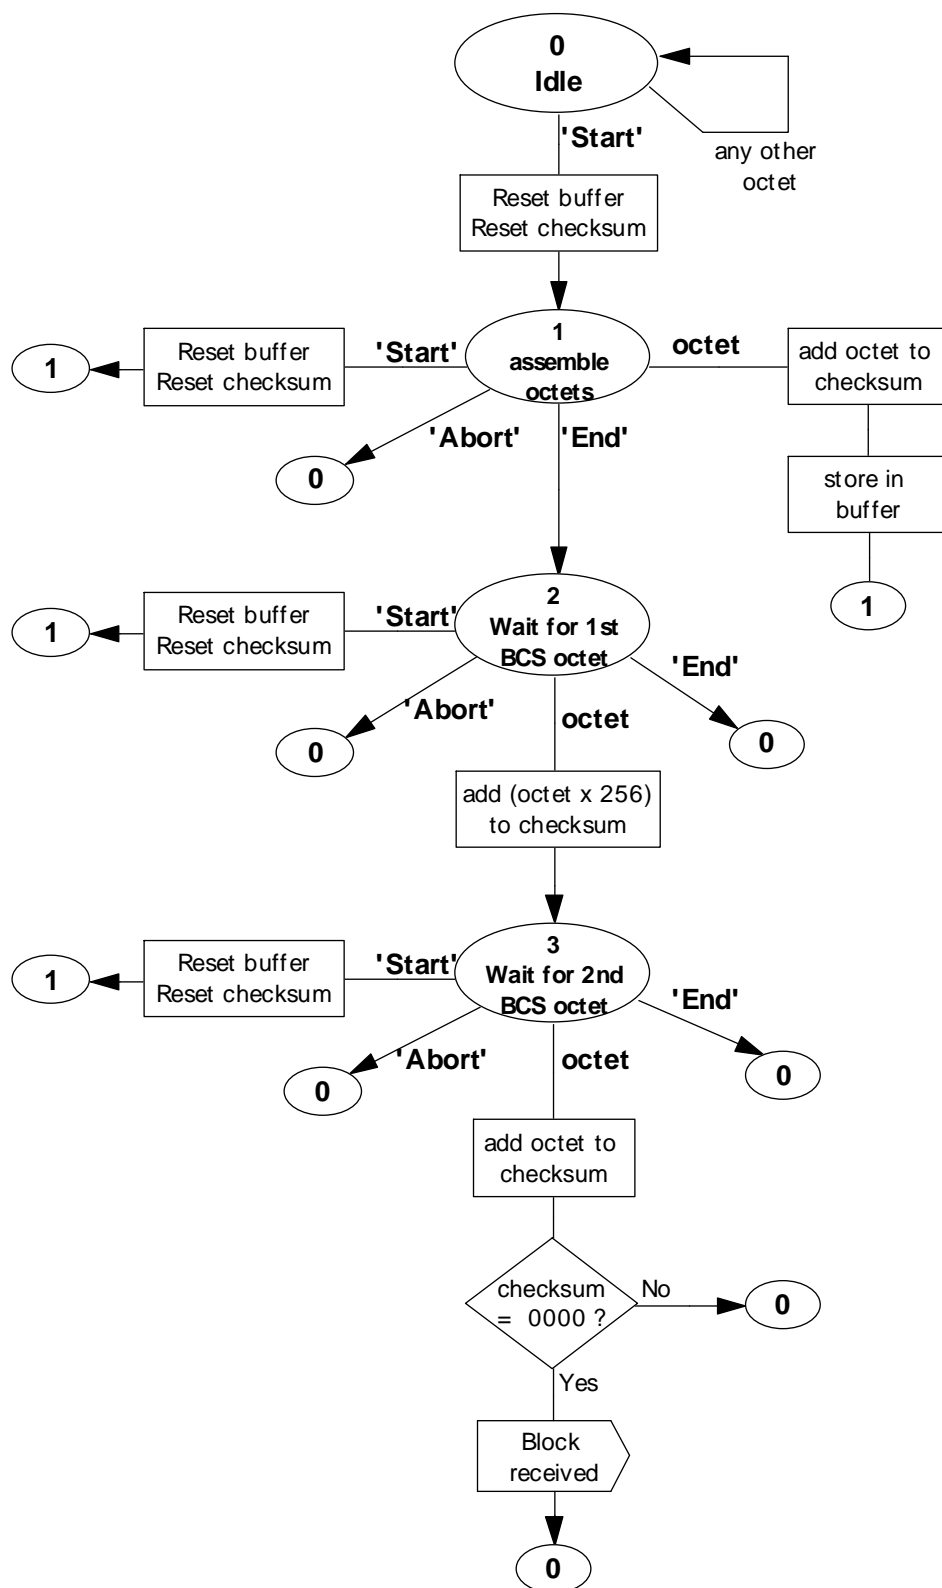 0
Idle
'Start'
any other
octet
Reset buffer
Reset checksum
1
assemble
octets
'Start'
Reset buffer
Reset checksum
1
octet
add octet to
checksum
store in
buffer
1
'Abort'
0
'End'
2
Wait for 1st
BCS octet
'Start'
Reset buffer
Reset checksum
1
'Abort'
0
octet
'End'
0
add (octet x 256)
to checksum
3
Wait for 2nd
BCS octet
'Start'
Reset buffer
Reset checksum
1
'Abort'
0
octet
'End'
0
add octet to
checksum
checksum
= 0000 ?
No
0
Yes
Block
received
0